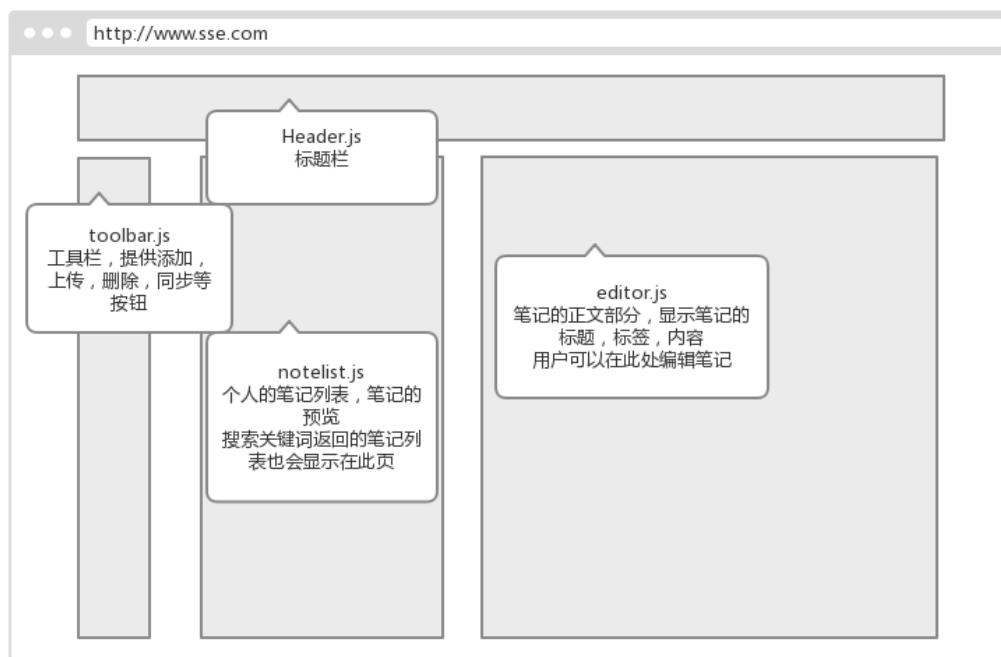 http://www.sse.com
Header.js
标题栏
toolbar.js
工具栏，提供添加，
上传，删除，同步等
按钮
editor.js
笔记的正文部分，显示笔记的
标题，标签，内容
用户可以在此处编辑笔记
notelist.js
个人的笔记列表，笔记的
预览
搜索关键词返回的笔记列
表也会显示在此页